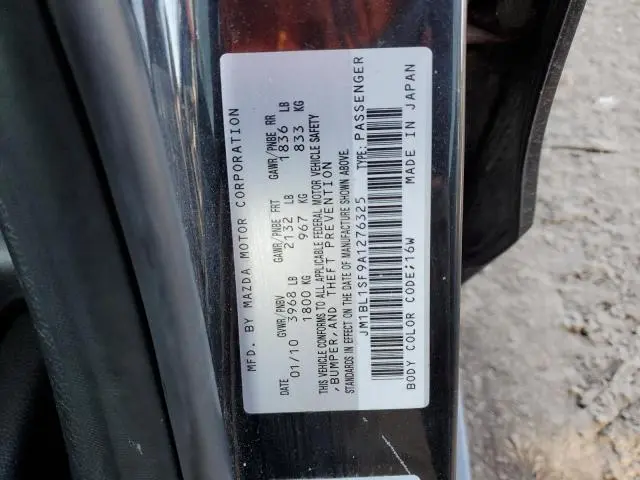 MFD. BY MAZDA MOTOR CORPORATION
DATE GVWR/PNBV GAWR/PNBE FRT GAWR/PNBE RR
01/10 3968 LB 2132 LB 1836 LB
1800 KG 967 KG 833 KG
THIS VEHICLE CONFORMS TO ALL APPLICABLE FEDERAL MOTOR VEHICLE SAFETY
,BUMPER,AND THEFT PREVENTION
STANDARDS IN EFFECT ON THE DATE OF MANUFACTURE SHOWN ABOVE.
JM1BL1SF9A1276325 TYPE: PASSENGER
BODY COLOR CODE:16W MADE IN JAPAN